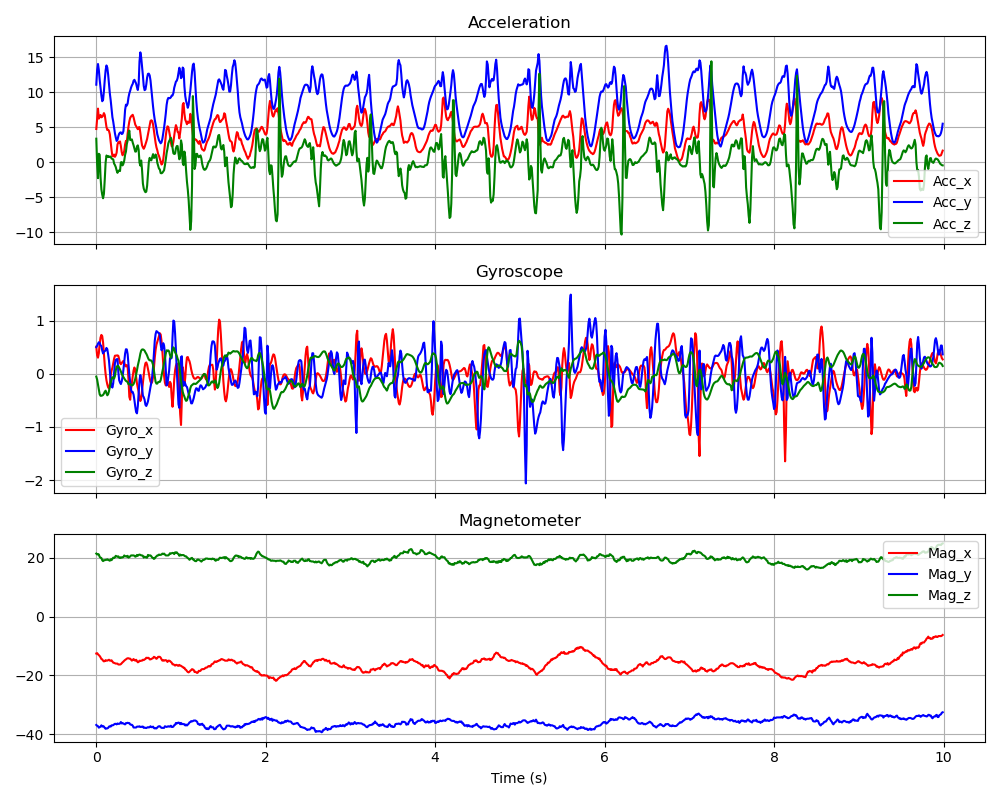 Acceleration
15
10
5
0
−5
−10
Acc_x
Acc_y
Acc_z
Gyroscope
1
0
−1
−2
Gyro_x
Gyro_y
Gyro_z
Magnetometer
20
0
−20
−40
Mag_x
Mag_y
Mag_z
0 2 4 6 8 10
Time (s)